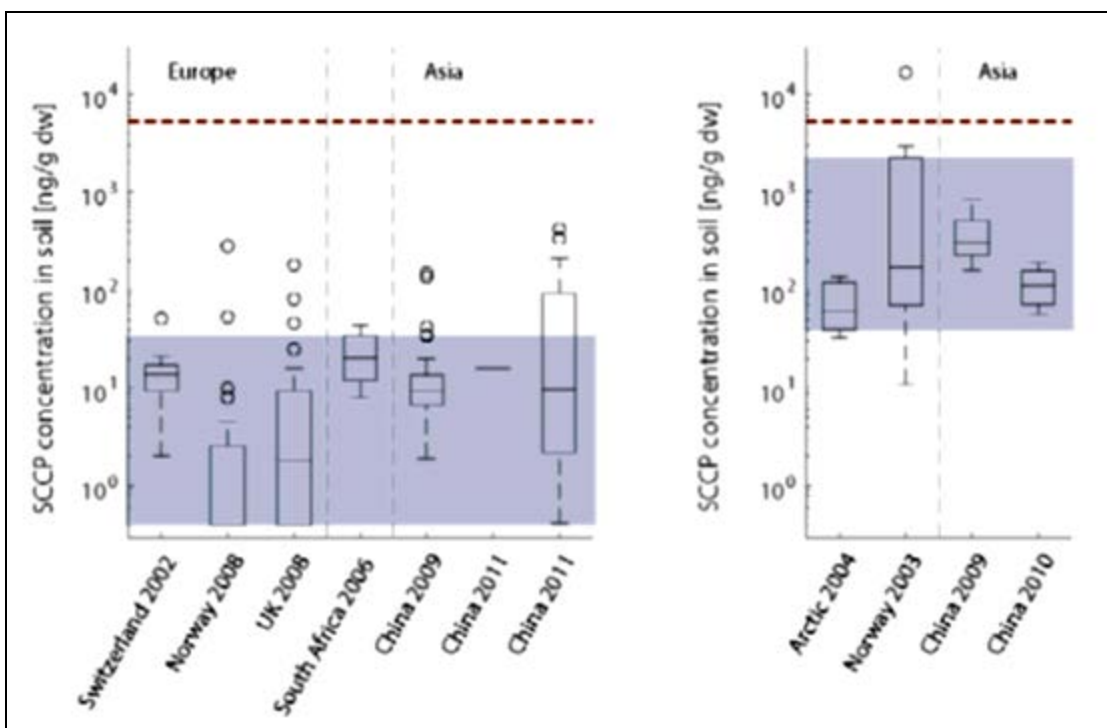 Europe
Asia
SCCP concentration in soil [ng/g dw]
10⁴
10³
10²
10¹
10⁰
Switzerland 2002
Norway 2008
UK 2008
South Africa 2006
China 2009
China 2011
China 2011
Asia
SCCP concentration in soil [ng/g dw]
10⁴
10³
10²
10¹
10⁰
Arctic 2004
Norway 2003
China 2009
China 2010